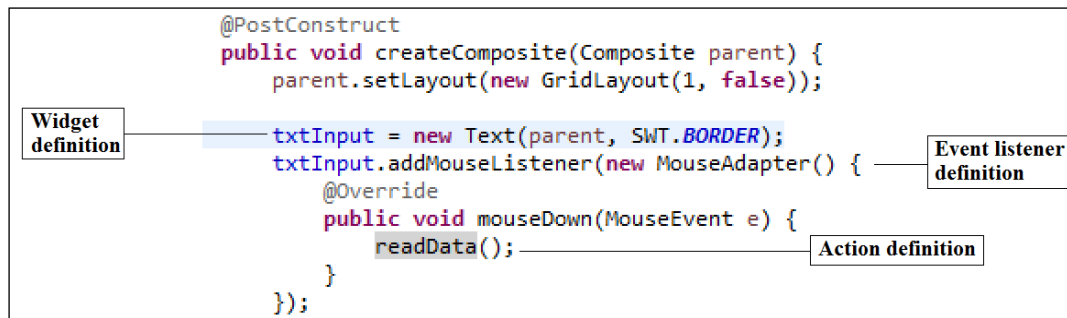 @PostConstruct
public void createComposite(Composite parent) {
parent.setLayout(new GridLayout(1, false));
Widget
definition
txtInput = new Text(parent, SWT.BORDER);
txtInput.addMouseListener(new MouseAdapter() {
Event listener
definition
@Override
public void mouseDown(MouseEvent e) {
readData();
Action definition
}
});